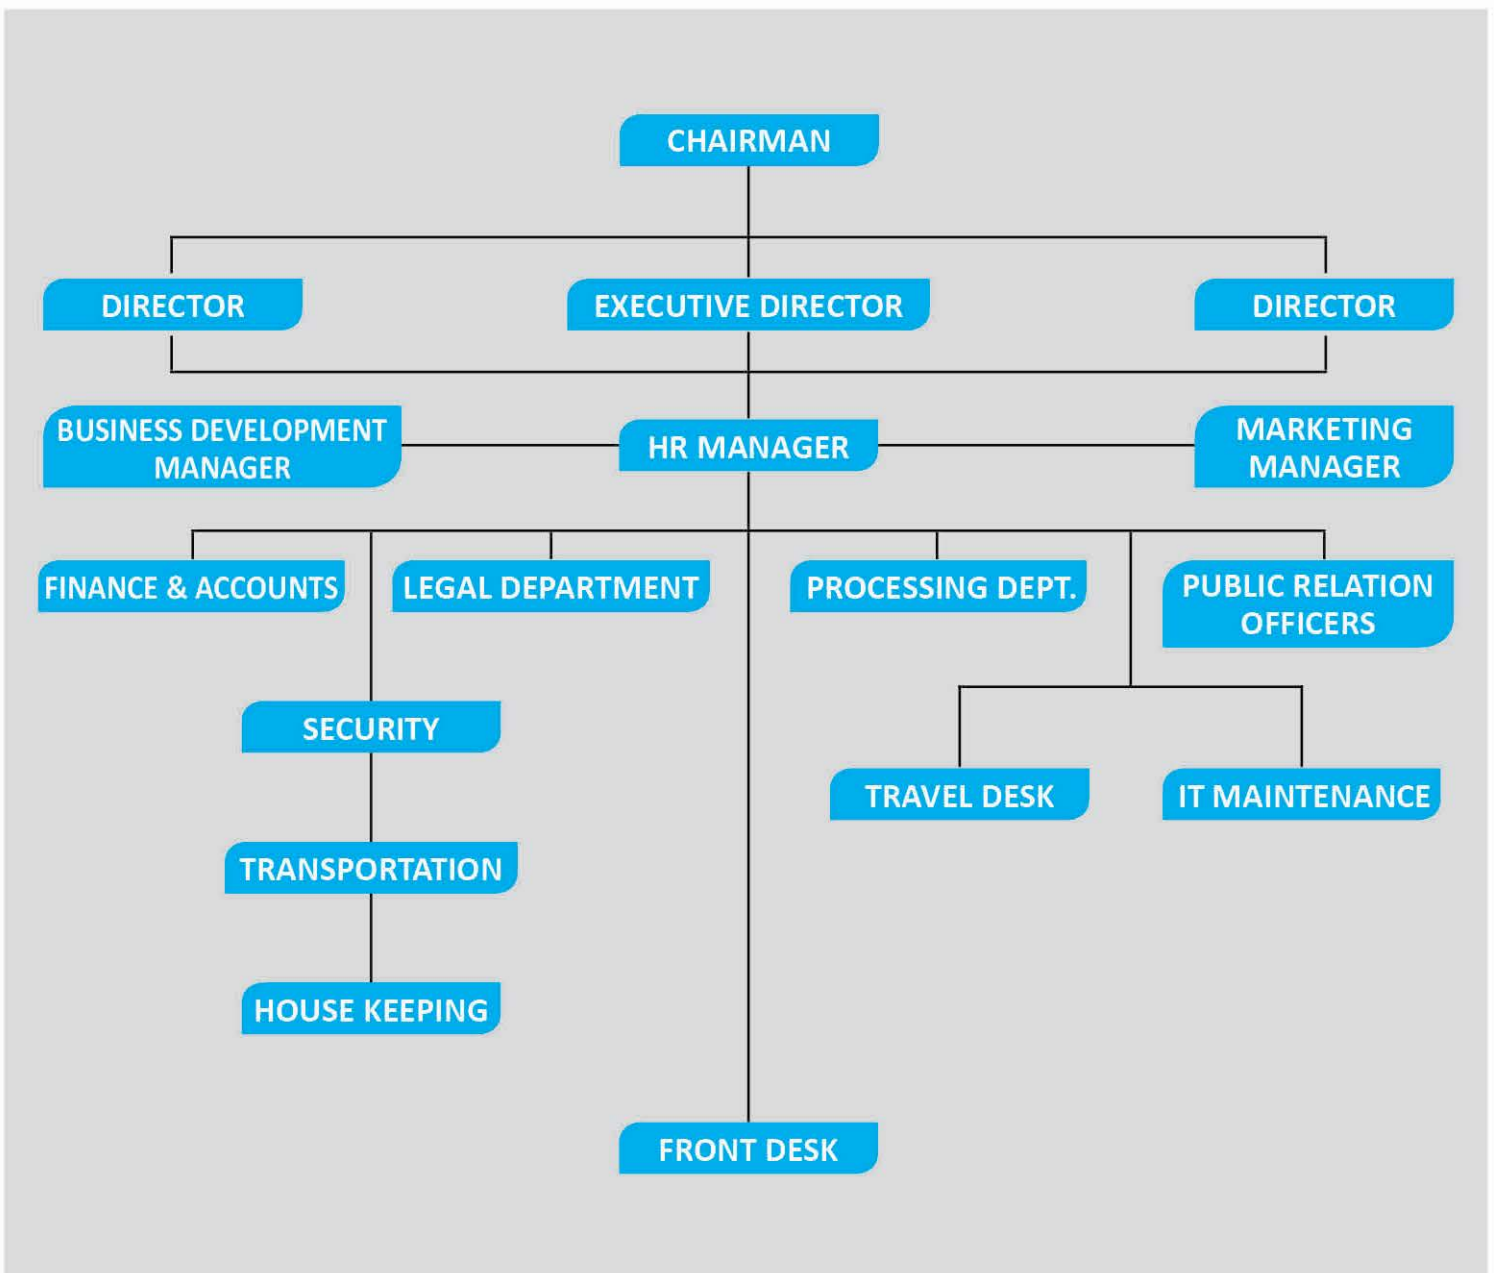 CHAIRMAN
DIRECTOR
EXECUTIVE DIRECTOR
DIRECTOR
BUSINESS DEVELOPMENT
MANAGER
HR MANAGER
MARKETING
MANAGER
FINANCE & ACCOUNTS
LEGAL DEPARTMENT
PROCESSING DEPT.
PUBLIC RELATION
OFFICERS
SECURITY
TRAVEL DESK
IT MAINTENANCE
TRANSPORTATION
HOUSE KEEPING
FRONT DESK